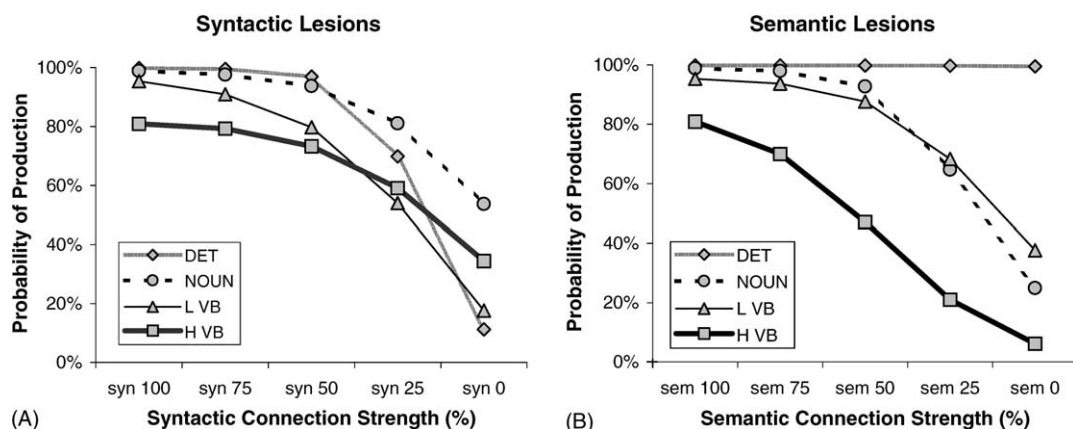 (A)
Syntactic Lesions
Probability of Production
100%
80%
60%
40%
20%
0%
DET
NOUN
L VB
H VB
syn 100 syn 75 syn 50 syn 25 syn 0
Syntactic Connection Strength (%)
(B)
Semantic Lesions
Probability of Production
100%
80%
60%
40%
20%
0%
DET
NOUN
L VB
H VB
sem 100 sem 75 sem 50 sem 25 sem 0
Semantic Connection Strength (%)